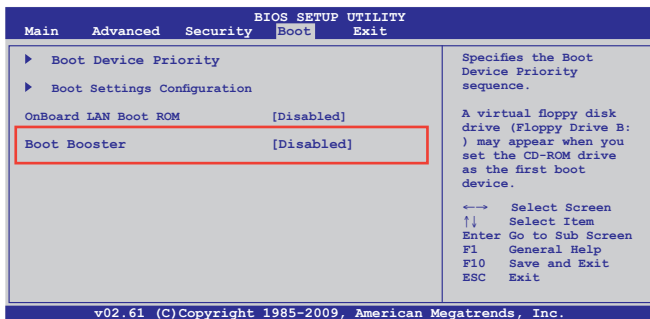 BIOS SETUP UTILITY
Main Advanced Security Boot Exit
Boot Device Priority
Boot Settings Configuration
OnBoard LAN Boot ROM [Disabled]
Boot Booster [Disabled]
Specifies the Boot
Device Priority
sequence.
A virtual floppy disk
drive (Floppy Drive B:
) may appear when you
set the CD-ROM drive
as the first boot
device.
←→ Select Screen
↑↓ Select Item
Enter Go to Sub Screen
F1 General Help
F10 Save and Exit
ESC Exit
v02.61 (C)Copyright 1985-2009, American Megatrends, Inc.